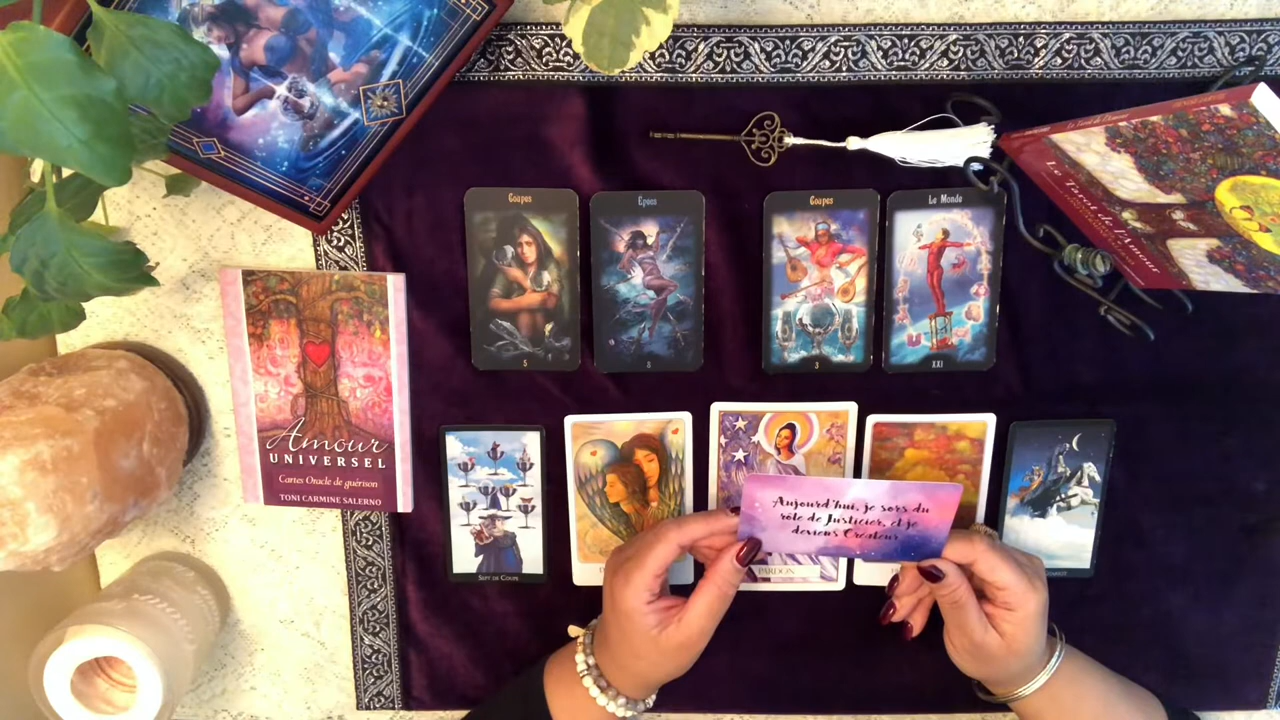 Coupes
5
Épées
8
Coupes
3
Le Monde
XXI
Le Tarot de l'Amour
Amour
UNIVERSEL
Cartes Oracle de guérison
TONI CARMINE SALERNO
Sept de Coupe
Aujourd'hui, je sors du
rôle de Justicier, et je
deviens Créateur
PARDON